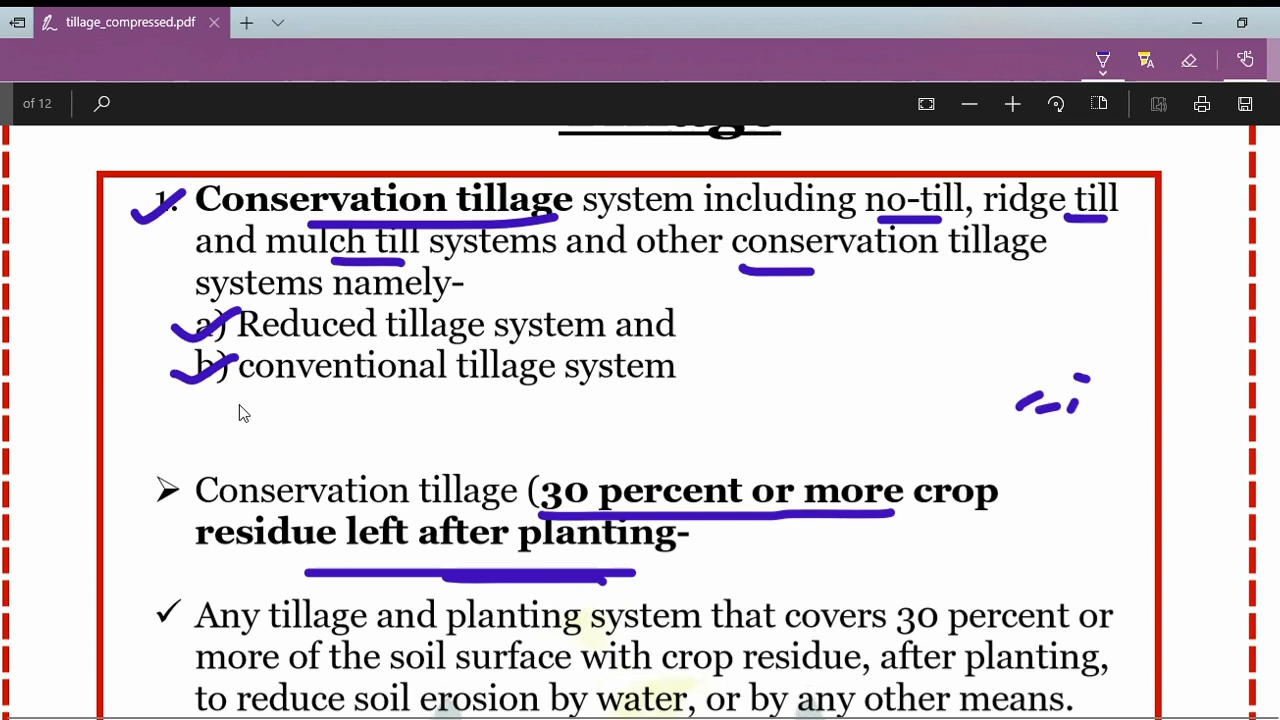 tillage_compressed.pdf
of 12
1. Conservation tillage system including no-till, ridge till
and mulch till systems and other conservation tillage
systems namely-
a) Reduced tillage system and
b) conventional tillage system
➢ Conservation tillage (30 percent or more crop
residue left after planting-
✓ Any tillage and planting system that covers 30 percent or
more of the soil surface with crop residue, after planting,
to reduce soil erosion by water, or by any other means.